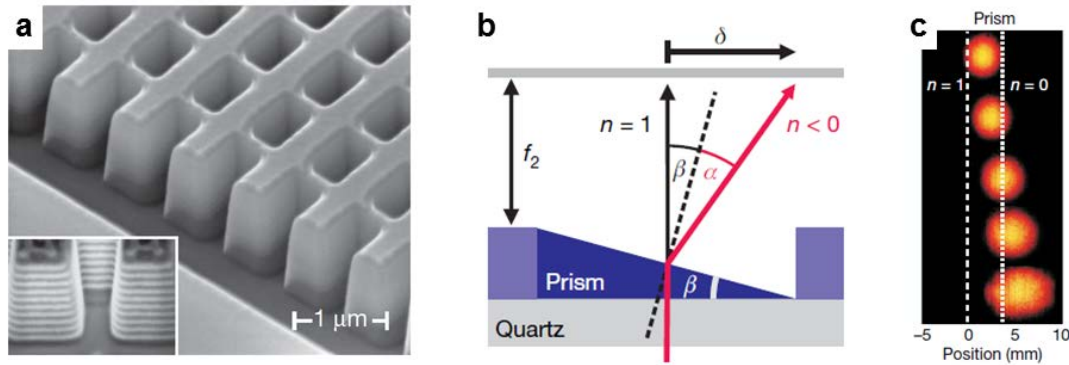 a
1 μm
b
δ
n = 1
n < 0
f₂
β
α
Prism
β
Quartz
c
Prism
n = 1
n = 0
−5 0 5 10
Position (mm)